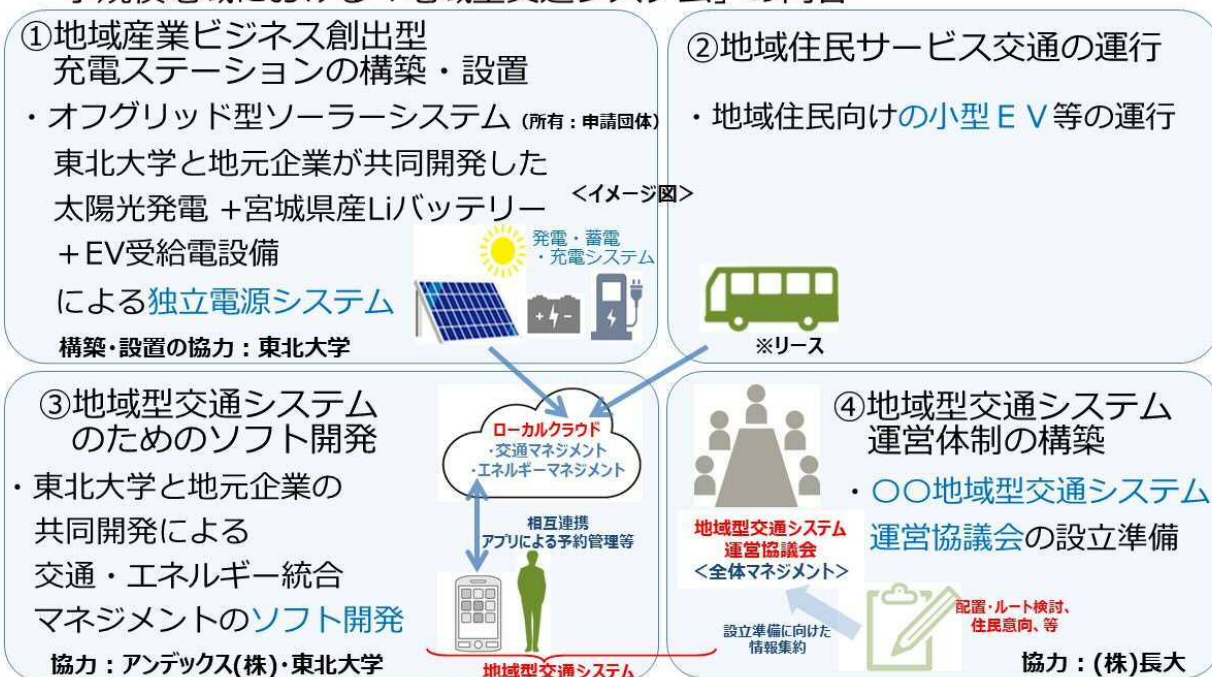 ①地域産業ビジネス創出型
充電ステーションの構築・設置
・オフグリッド型ソーラーシステム(所有：申請団体)
東北大学と地元企業が共同開発した
太陽光発電 +宮城県産Liバッテリー
＋EV受給電設備
による独立電源システム
構築・設置の協力：東北大学
<イメージ図>
発電・蓄電
・充電システム
②地域住民サービス交通の運行
・地域住民向けの小型ＥＶ等の運行
※リース
③地域型交通システム
のためのソフト開発
・東北大学と地元企業の
共同開発による
交通・エネルギー統合
マネジメントのソフト開発
協力：アンデックス(株)・東北大学
ローカルクラウド
・交通マネジメント
・エネルギーマネジメント
相互連携
アプリによる予約管理等
地域型交通システム
④地域型交通システム
運営体制の構築
・〇〇地域型交通システム
運営協議会の設立準備
地域型交通システム
運営協議会
<全体マネジメント>
設立準備に向けた
情報集約
配置・ルート検討、
住民意向、等
協力：(株)長大